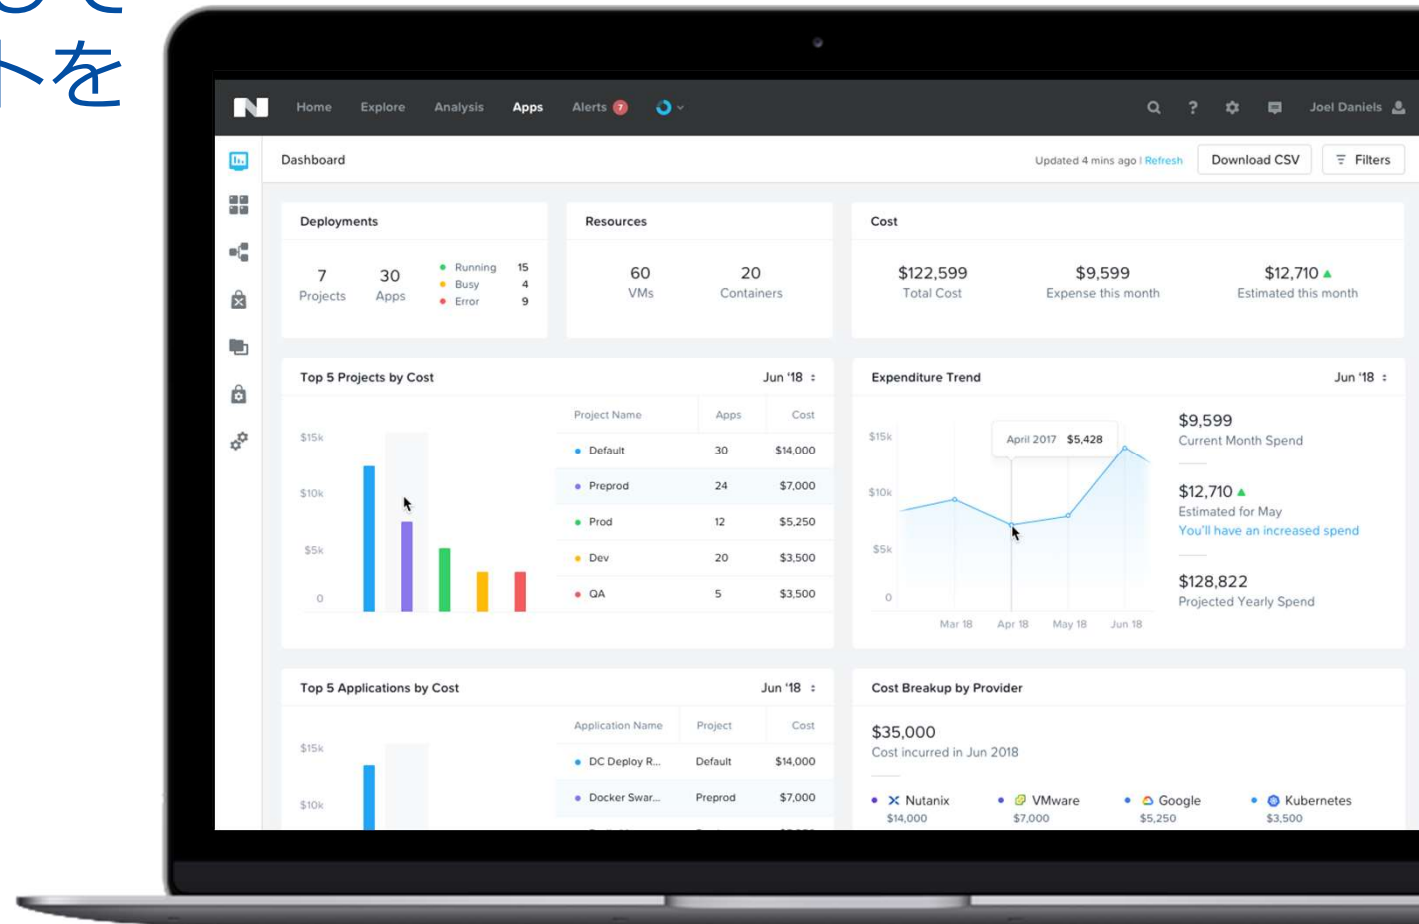 トを
Home Explore Analysis Apps Alerts 7
Joel Daniels
Dashboard
Updated 4 mins ago | Refresh
Download CSV
Filters
Deployments
7
Projects
30
Apps
Running 15
Busy 4
Error 9
Resources
60
VMs
20
Containers
Cost
$122,599
Total Cost
$9,599
Expense this month
$12,710
Estimated this month
Top 5 Projects by Cost
Jun '18
$15k
$10k
$5k
0
Project Name Apps Cost
Default 30 $14,000
Preprod 24 $7,000
Prod 12 $5,250
Dev 20 $3,500
QA 5 $3,500
Expenditure Trend
Jun '18
$15k
$10k
$5k
0
April 2017 $5,428
Mar 18 Apr 18 May 18 Jun 18
$9,599
Current Month Spend
$12,710
Estimated for May
You'll have an increased spend
$128,822
Projected Yearly Spend
Top 5 Applications by Cost
Jun '18
$15k
$10k
Application Name Project Cost
DC Deploy R... Default $14,000
Docker Swar... Preprod $7,000
Cost Breakup by Provider
$35,000
Cost incurred in Jun 2018
Nutanix
$14,000
VMware
$7,000
Google
$5,250
Kubernetes
$3,500